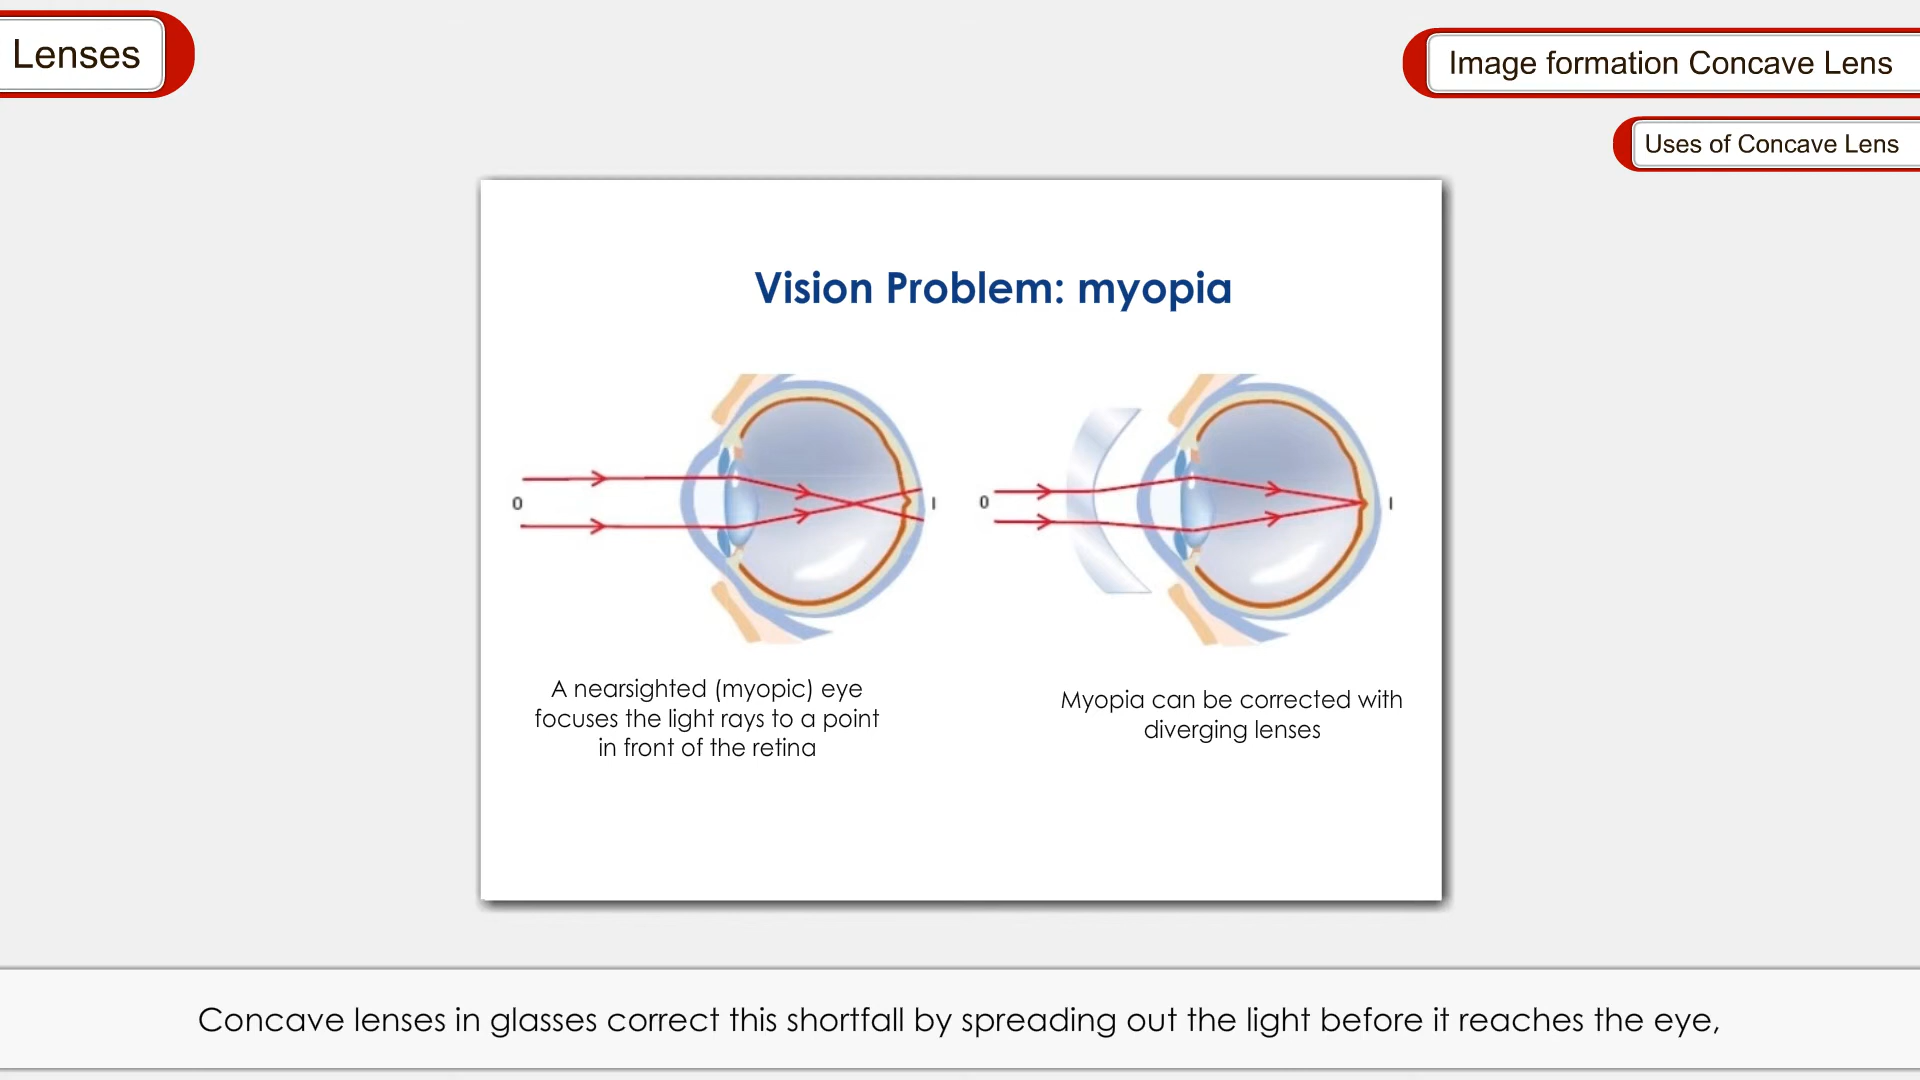 Lenses
Image formation Concave Lens
Uses of Concave Lens
Vision Problem: myopia
0
I
0
I
A nearsighted (myopic) eye
focuses the light rays to a point
in front of the retina
Myopia can be corrected with
diverging lenses
Concave lenses in glasses correct this shortfall by spreading out the light before it reaches the eye,